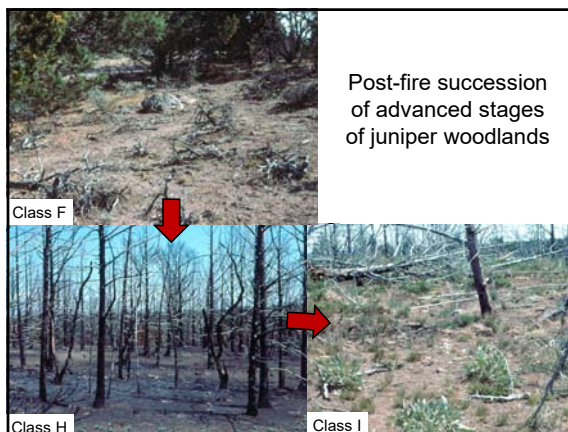 Post-fire succession
of advanced stages
of juniper woodlands
Class F
Class H
Class I